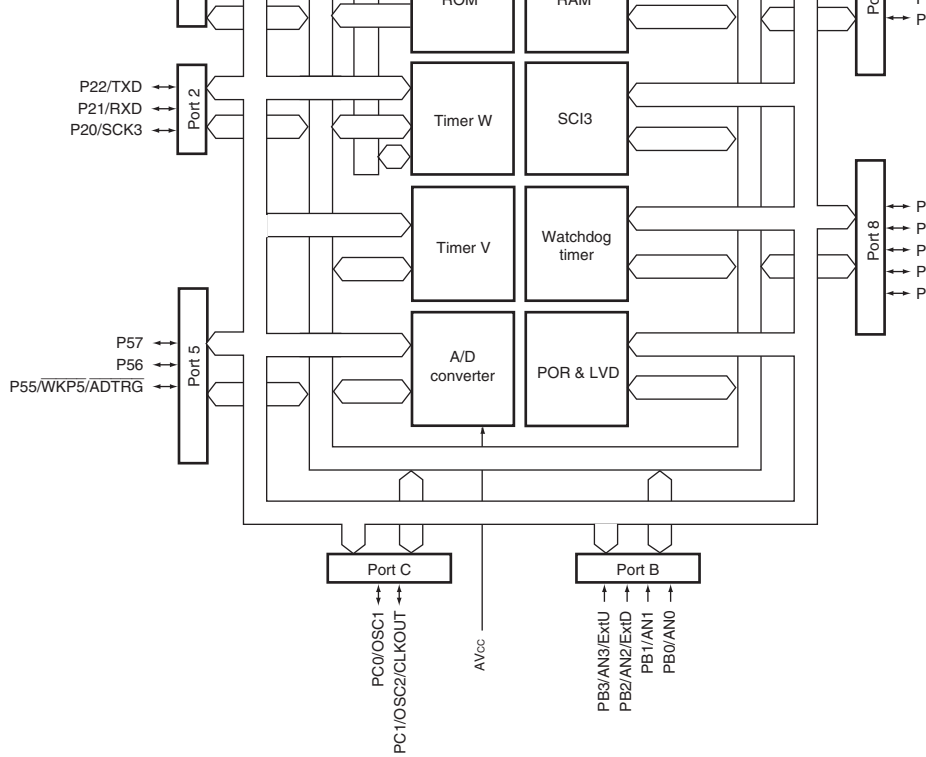 ROM
RAM
P
P22/TXD
P21/RXD
P20/SCK3
Port 2
Timer W
SCI3
Timer V
Watchdog
timer
Port 8
P
P
P
P
P
P57
P56
P55/WKP5/ADTRG
Port 5
A/D
converter
POR & LVD
Port C
Port B
PC0/OSC1
PC1/OSC2/CLKOUT
AVCC
PB3/AN3/ExtU
PB2/AN2/ExtD
PB1/AN1
PB0/AN0